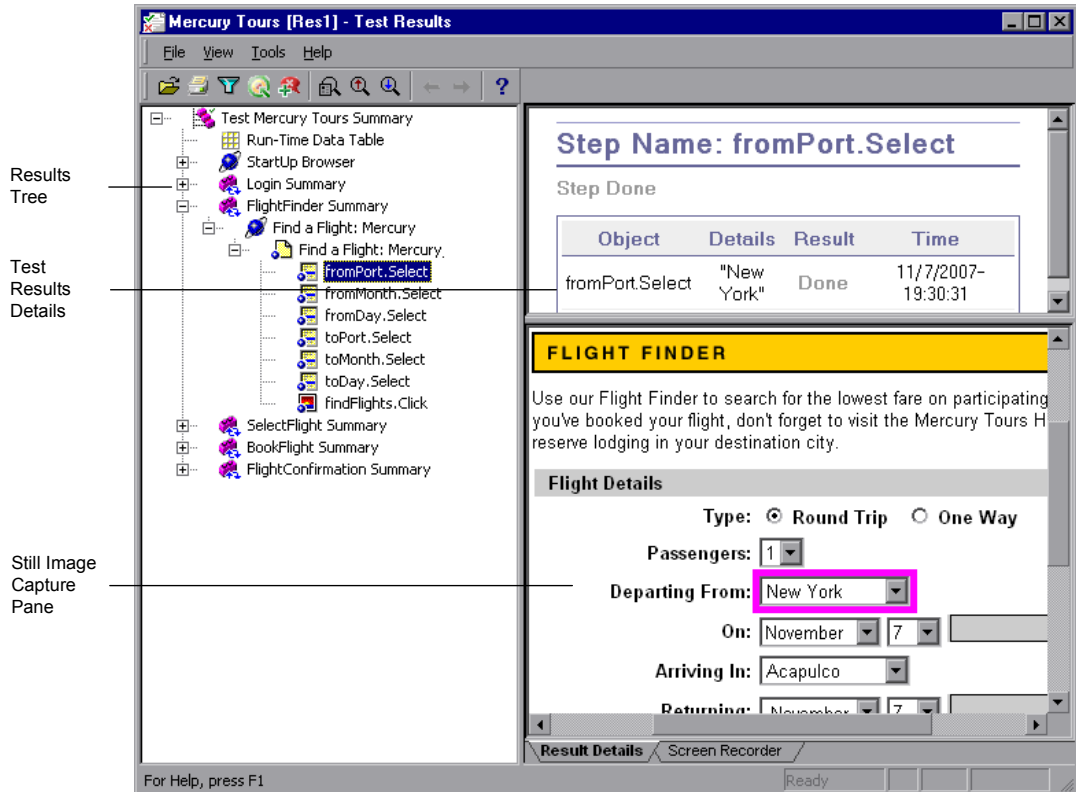 Mercury Tours [Res1] - Test Results
File View Tools Help
Results
Tree
Test
Results
Details
Still Image
Capture
Pane
Test Mercury Tours Summary
Run-Time Data Table
StartUp Browser
Login Summary
FlightFinder Summary
Find a Flight: Mercury
Find a Flight: Mercury
fromPort.Select
fromMonth.Select
fromDay.Select
toPort.Select
toMonth.Select
toDay.Select
findFlights.Click
SelectFlight Summary
BookFlight Summary
FlightConfirmation Summary
Step Name: fromPort.Select
Step Done
Object Details Result Time
fromPort.Select "New York" Done 11/7/2007-19:30:31
FLIGHT FINDER
Use our Flight Finder to search for the lowest fare on participating
you've booked your flight, don't forget to visit the Mercury Tours H
reserve lodging in your destination city.
Flight Details
Type: Round Trip One Way
Passengers: 1
Departing From: New York
On: November 7
Arriving In: Acapulco
Returning: November 7
Result Details Screen Recorder
For Help, press F1 Ready